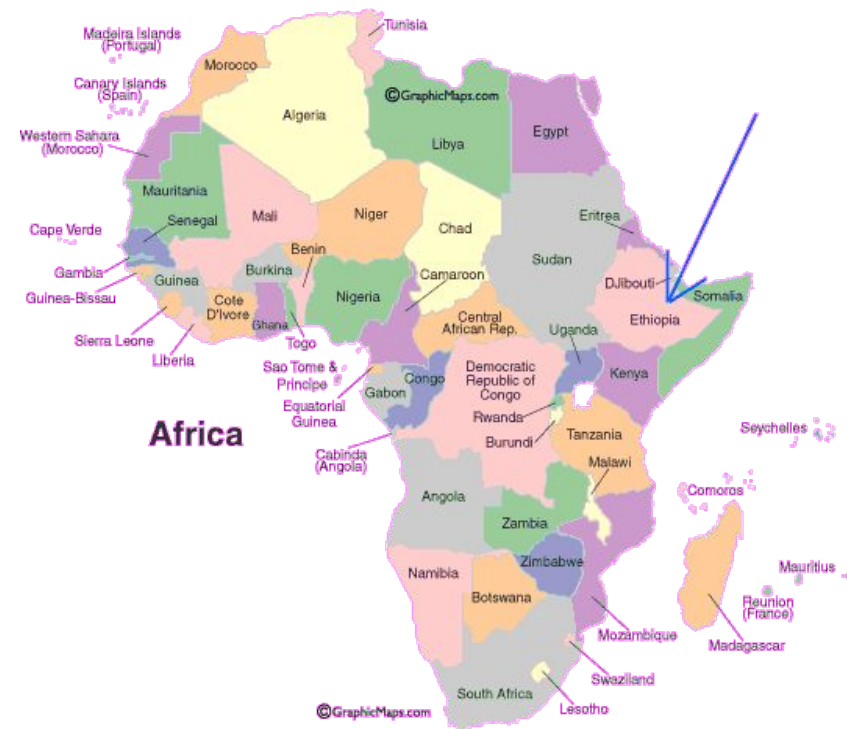 Tunisia
Madeira Islands
(Portugal)
Morocco
Canary Islands
(Spain)
©GraphicMaps.com
Algeria
Egypt
Western Sahara
(Morocco)
Libya
Mauritania
Senegal
Mali
Niger
Eritrea
Cape Verde
Chad
Benin
Sudan
Gambia
Burkina
Camaroon
Guinea
DJibouti
Guinea-Bissau
Nigeria
Somalia
Cote
D'Ivore
Ghana
Central
African Rep.
Ethiopia
Uganda
Sierra Leone
Togo
Liberia
Sao Tome &
Principe
Democratic
Republic of
Congo
Kenya
Congo
Gabon
Equatorial
Guinea
Rwanda
Africa
Burundi
Tanzania
Seychelles
Cabinda
(Angola)
Malawi
Angola
Comoros
Zambia
Zimbabwe
Mauritius
Namibia
Botswana
Reunion
(France)
Mozambique
Madagascar
Swaziland
South Africa
Lesotho
©GraphicMaps.com